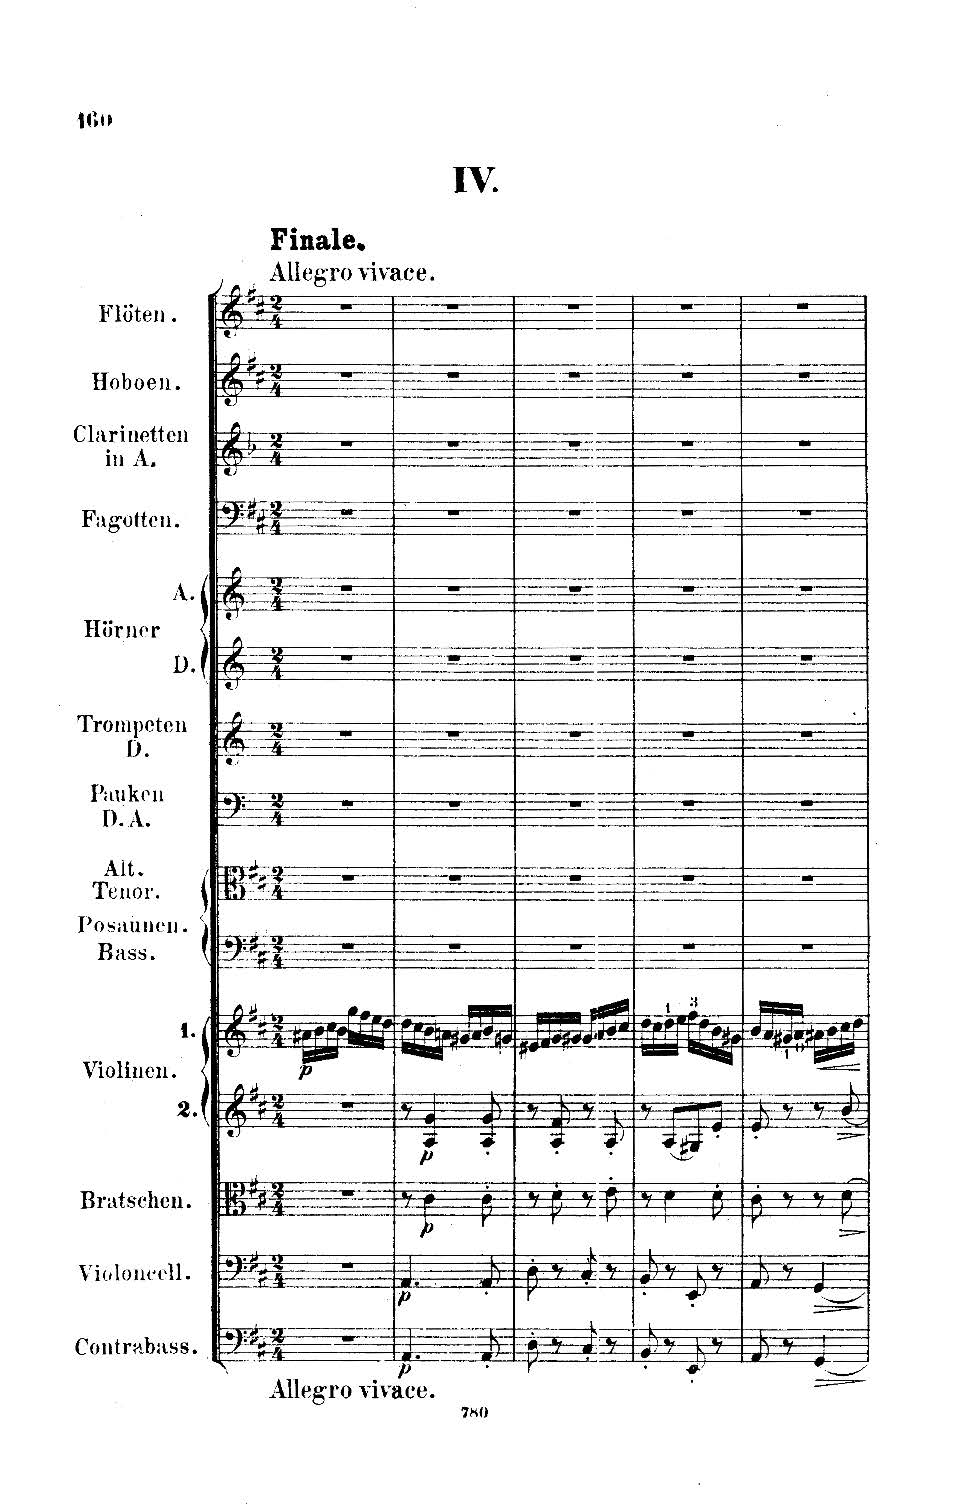 160
IV.
Finale.
Allegro vivace.
Flöten.
Hoboen.
Clarinetten
in A.
Fagotten.
A.
Hörner
D.
Trompeten
D.
Pauken
D. A.
Alt.
Tenor.
Posaunen.
Bass.
1 3
1.
p 1 0
Violinen.
2.
p
Bratschen.
p
Violoncell.
p
Contrabass.
p
Allegro vivace.
780